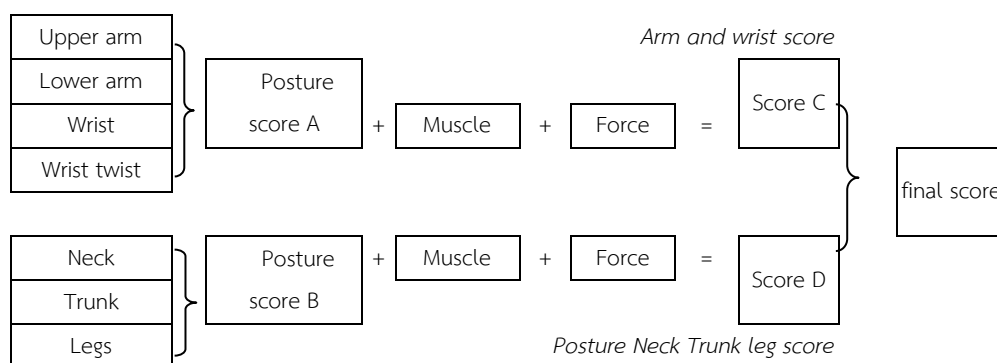 Upper arm
Lower arm
Wrist
Wrist twist
Posture
score A
+
Muscle
+
Force
=
Arm and wrist score
Score C
final score
Neck
Trunk
Legs
Posture
score B
+
Muscle
+
Force
=
Score D
Posture Neck Trunk leg score